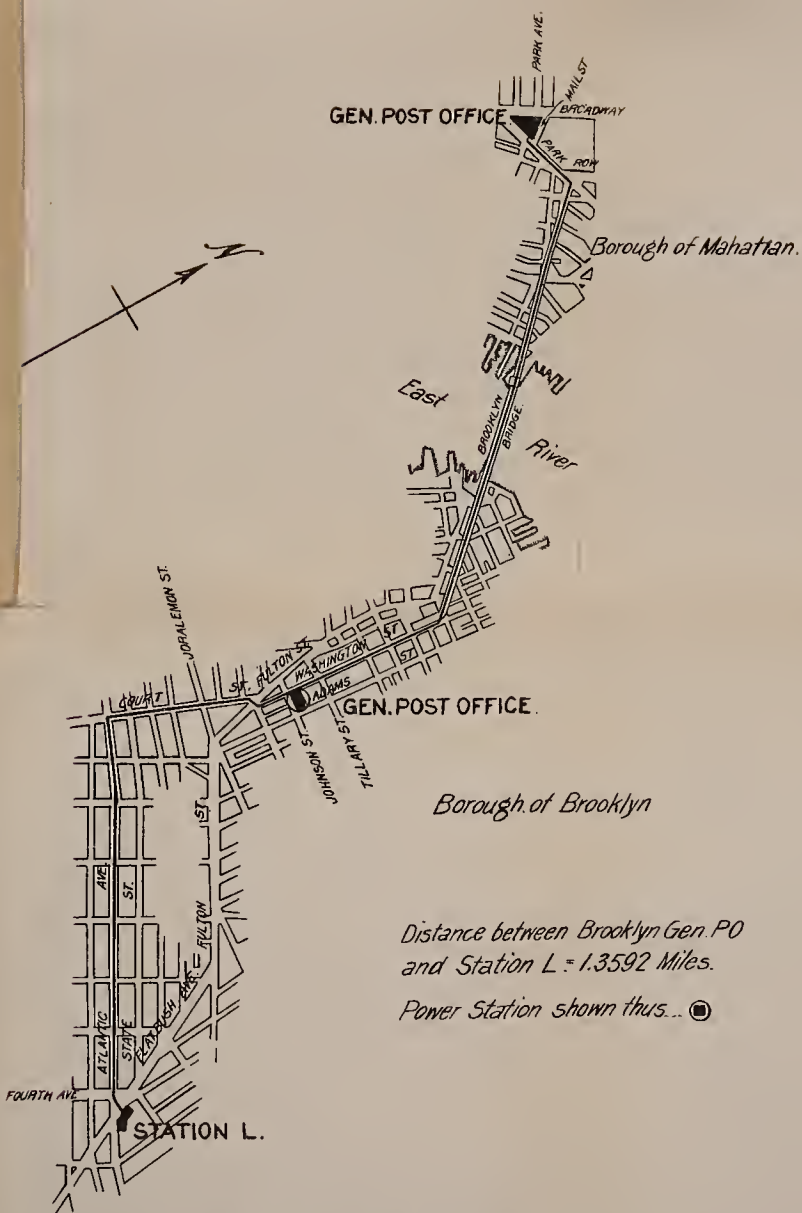 PARK AVE.
MAIL ST
BROADWAY
GEN. POST OFFICE
PARK ROW
Borough of Mahattan.
N
East
River
BROOKLYN
BRIDGE.
JORALEMON ST.
FULTON ST.
WASHINGTON ST
COURT ST.
ADAMS ST.
GEN. POST OFFICE.
JOHNSON ST.
TILLARY ST.
Borough of Brooklyn
FULTON ST
ATLANTIC AVE.
STATE ST.
FLATBUSH AVE.
Distance between Brooklyn Gen. PO
and Station L = 1.3592 Miles.
Power Station shown thus...
FOURTH AVE
STATION L.